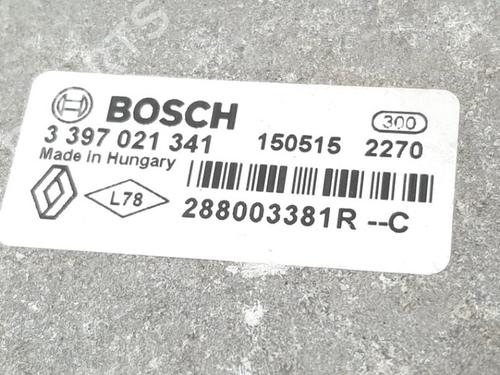 BOSCH
300
3 397 021 341 150515 2270
Made in Hungary
L78
288003381R --C